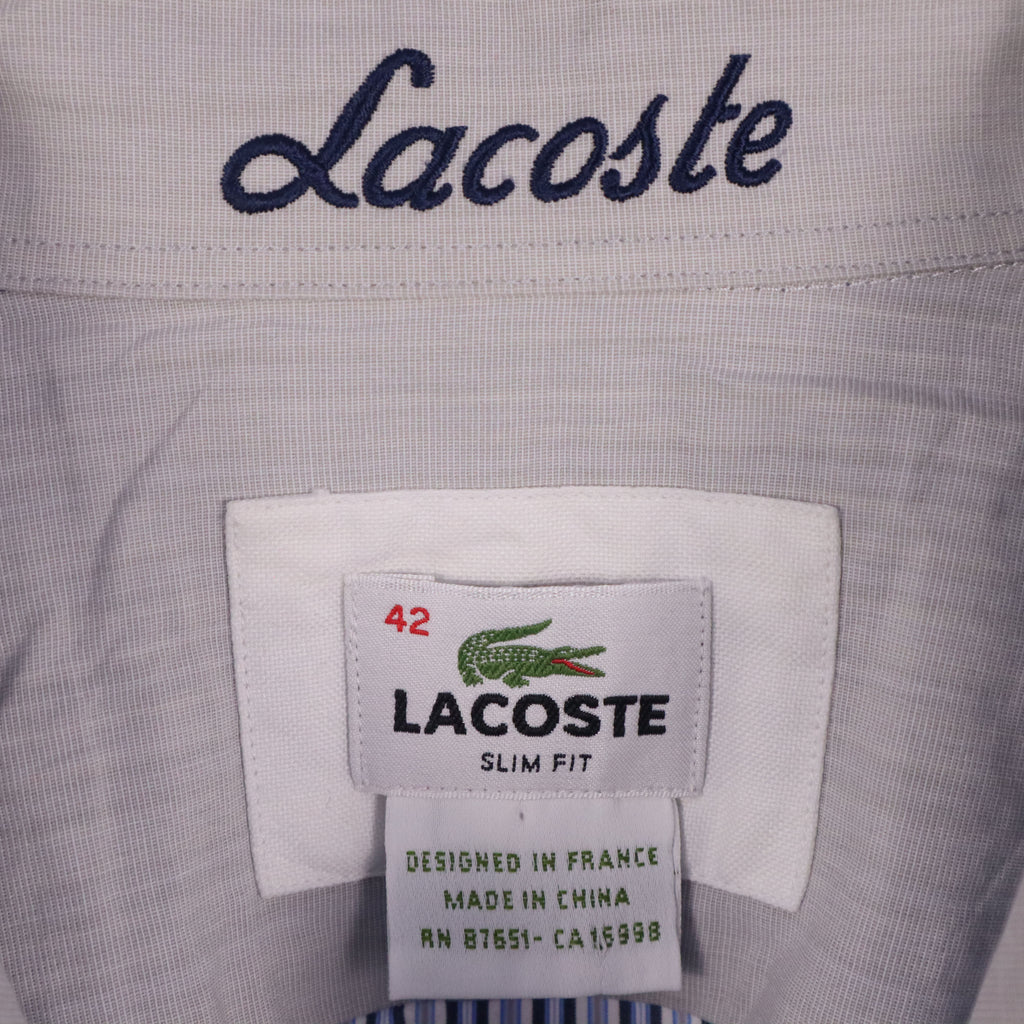 Lacoste
42
LACOSTE
SLIM FIT
DESIGNED IN FRANCE
MADE IN CHINA
RN 87651- CA 16998